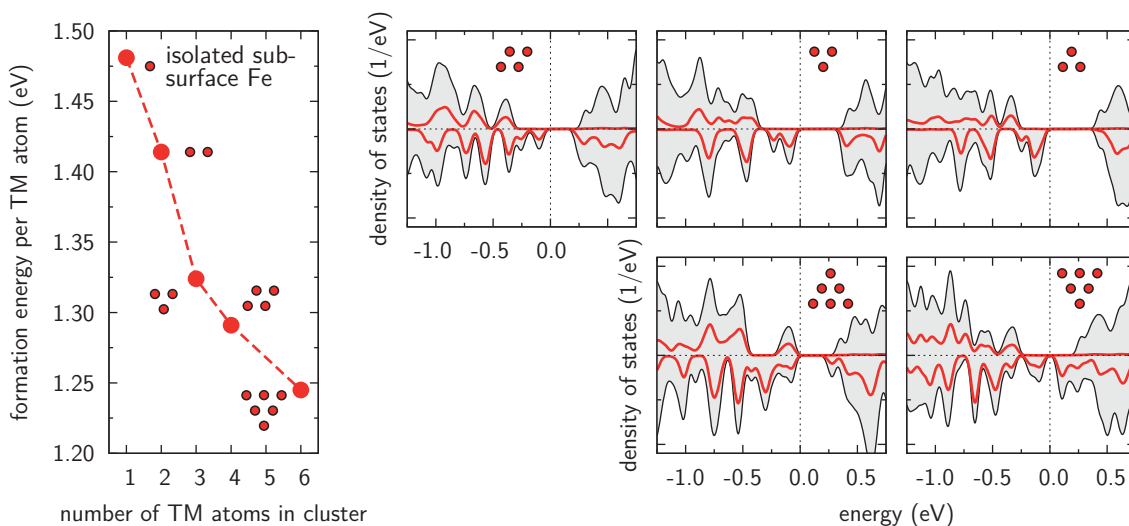 formation energy per TM atom (eV)
1.50
1.45
1.40
1.35
1.30
1.25
1.20
isolated sub-
surface Fe
1 2 3 4 5 6
number of TM atoms in cluster
density of states (1/eV)
-1.0 -0.5 0.0
density of states (1/eV)
-1.0 -0.5 0.0 0.5
-1.0 -0.5 0.0 0.5
energy (eV)